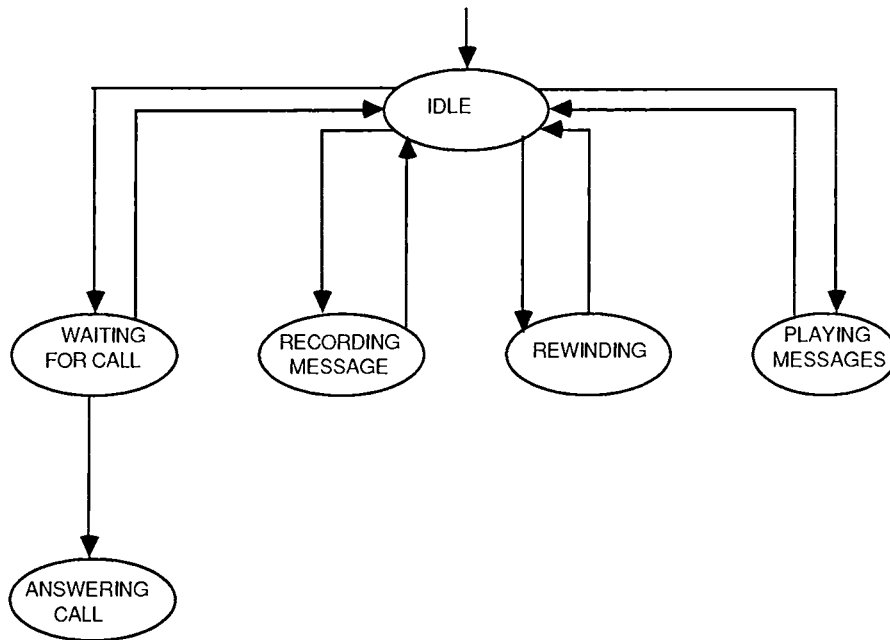 IDLE
WAITING
FOR CALL
RECORDING
MESSAGE
REWINDING
PLAYING
MESSAGES
ANSWERING
CALL